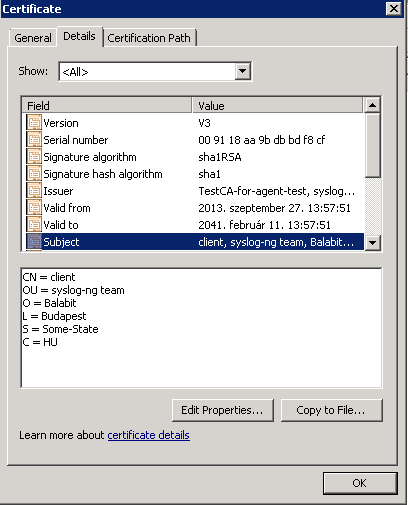 Certificate
General Details Certification Path
Show: <All>
Field Value
Version V3
Serial number 00 91 18 aa 9b db bd f8 cf
Signature algorithm sha1RSA
Signature hash algorithm sha1
Issuer TestCA-for-agent-test, syslog...
Valid from 2013. szeptember 27. 13:57:51
Valid to 2041. február 11. 13:57:51
Subject client, syslog-ng team, Balabit...
CN = client
OU = syslog-ng team
O = Balabit
L = Budapest
S = Some-State
C = HU
Edit Properties... Copy to File...
Learn more about certificate details
OK